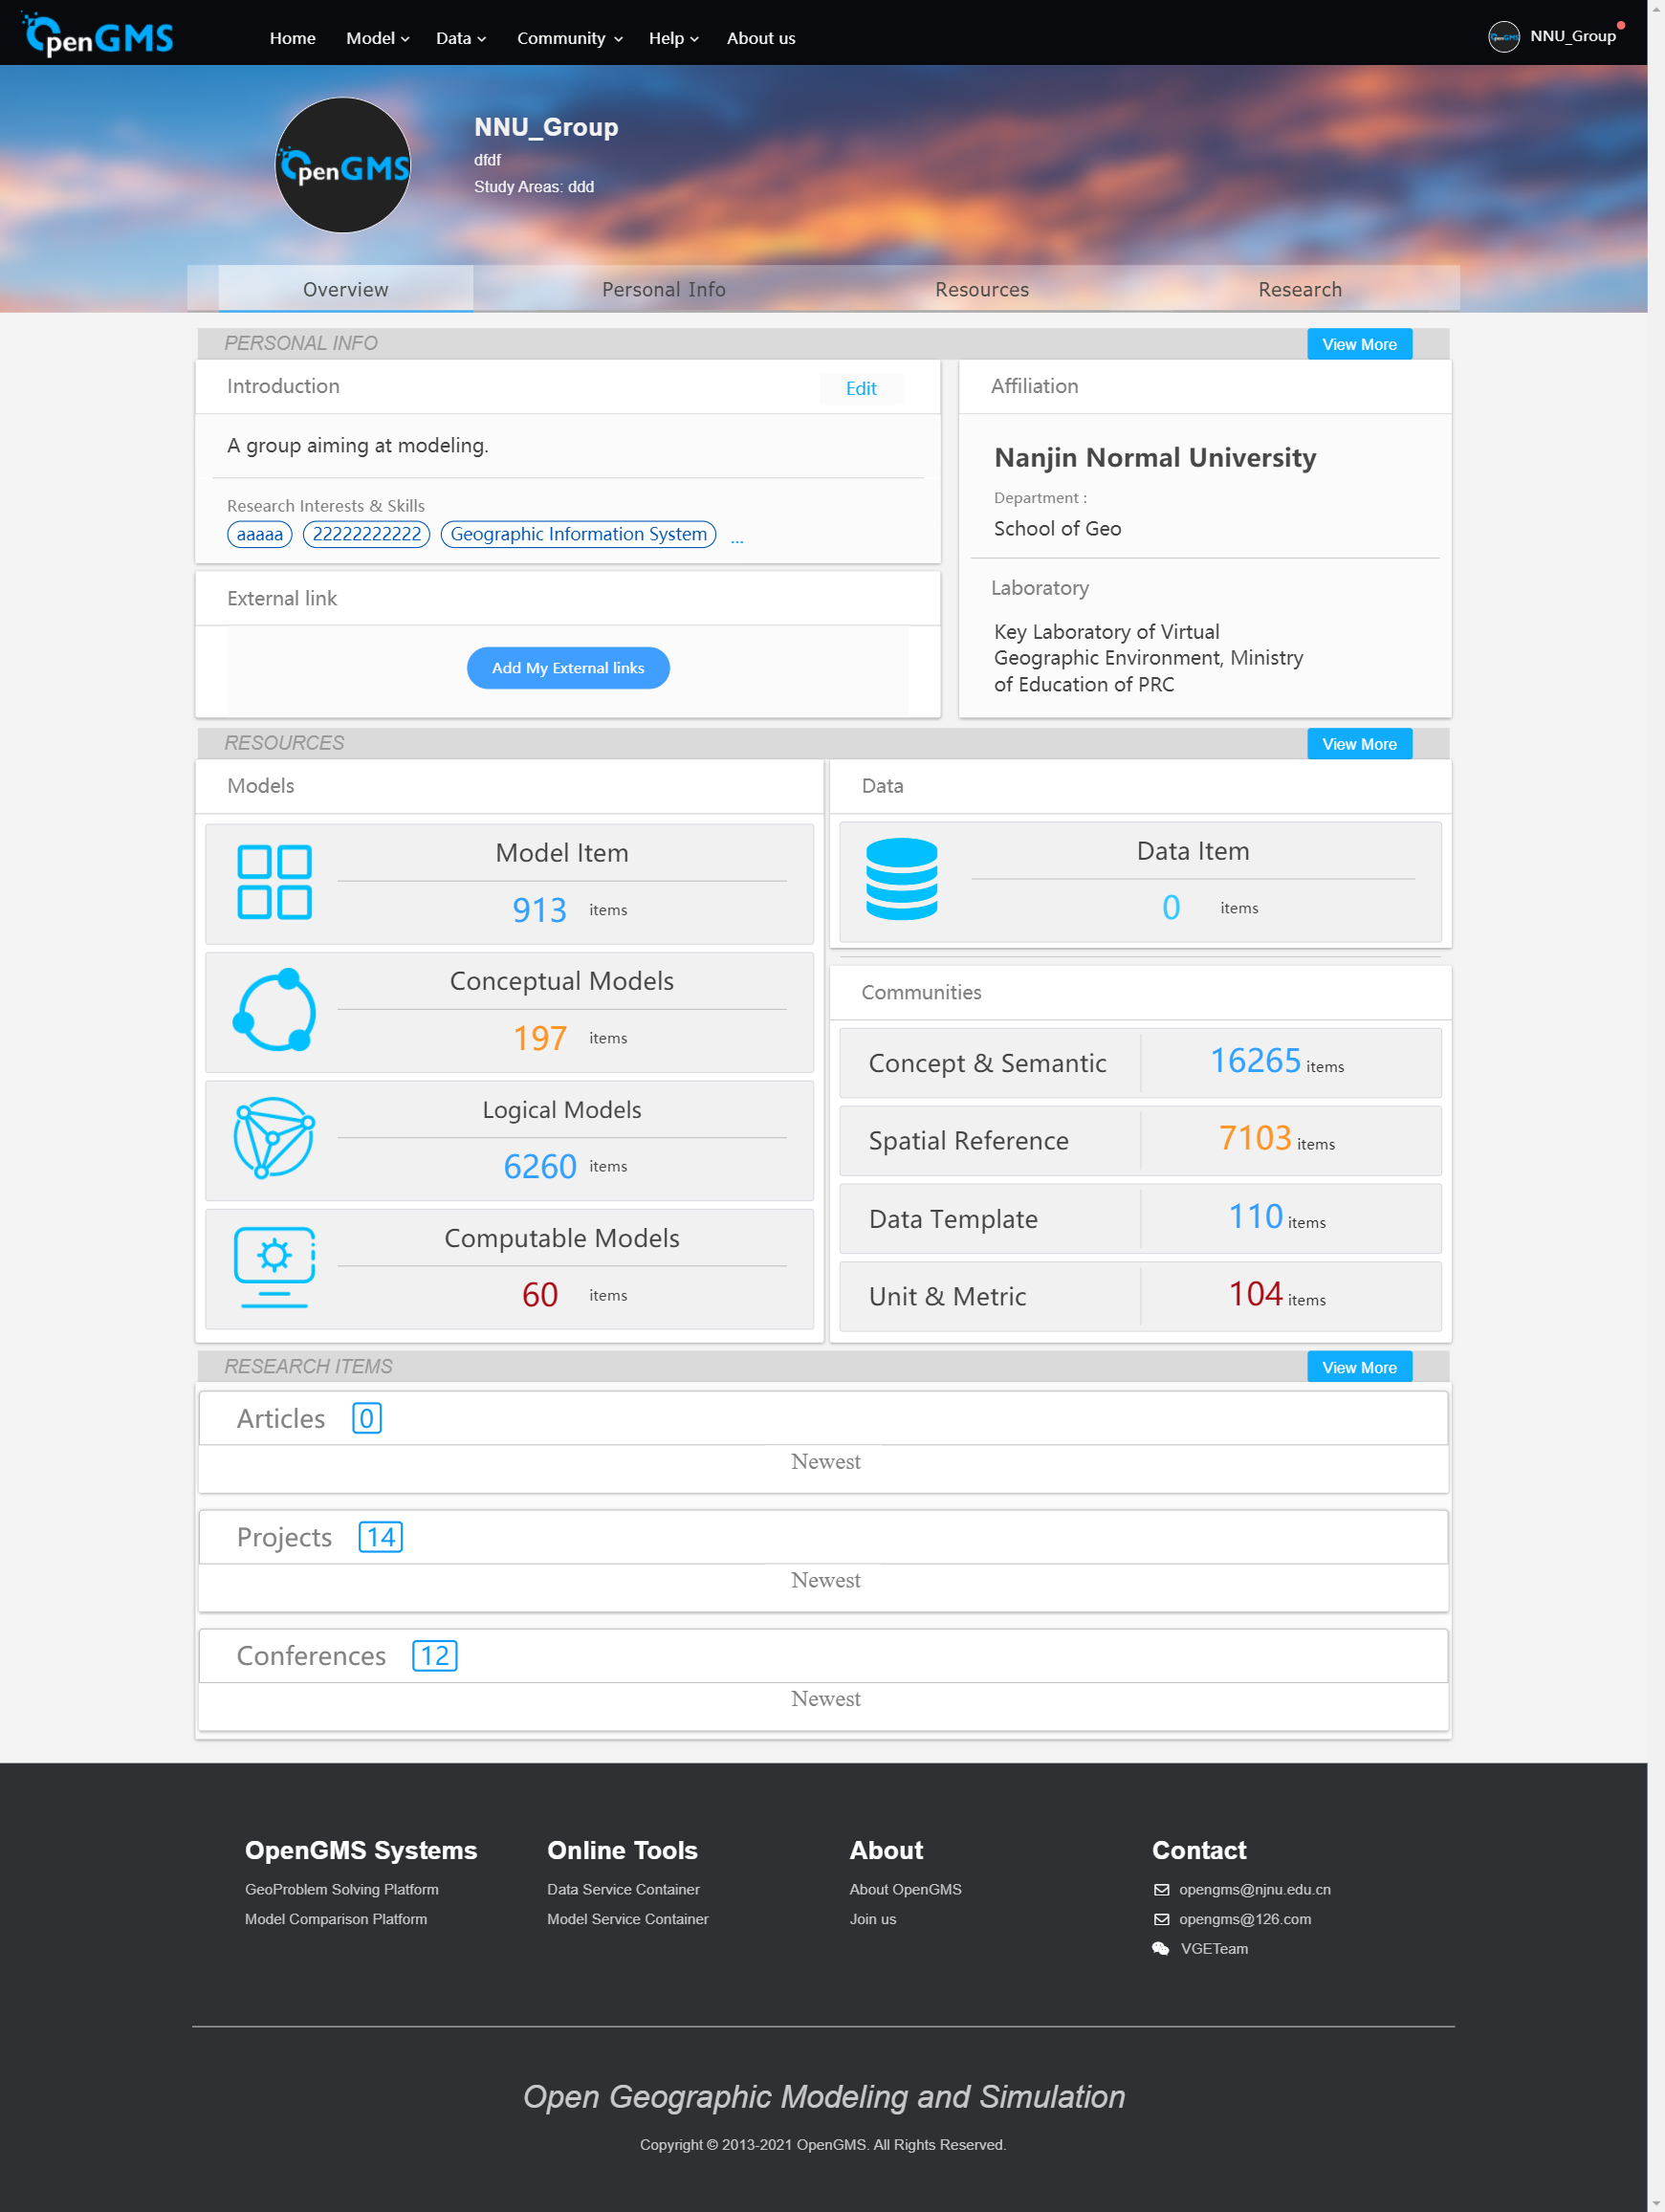 OpenGMS
Home Model Data Community Help About us
OpenGMS NNU_Group
OpenGMS
NNU_Group
dfdf
Study Areas: ddd
Overview Personal Info Resources Research
PERSONAL INFO View More
Introduction Edit
A group aiming at modeling.
Research Interests & Skills
aaaaa 22222222222 Geographic Information System ...
External link
Add My External links
Affiliation
Nanjin Normal University
Department :
School of Geo
Laboratory
Key Laboratory of Virtual
Geographic Environment, Ministry
of Education of PRC
RESOURCES View More
Models
Model Item
913 items
Conceptual Models
197 items
Logical Models
6260 items
Computable Models
60 items
Data
Data Item
0 items
Communities
Concept & Semantic 16265 items
Spatial Reference 7103 items
Data Template 110 items
Unit & Metric 104 items
RESEARCH ITEMS View More
Articles 0
Newest
Projects 14
Newest
Conferences 12
Newest
OpenGMS Systems
GeoProblem Solving Platform
Model Comparison Platform
Online Tools
Data Service Container
Model Service Container
About
About OpenGMS
Join us
Contact
opengms@njnu.edu.cn
opengms@126.com
VGETeam
Open Geographic Modeling and Simulation
Copyright © 2013-2021 OpenGMS. All Rights Reserved.